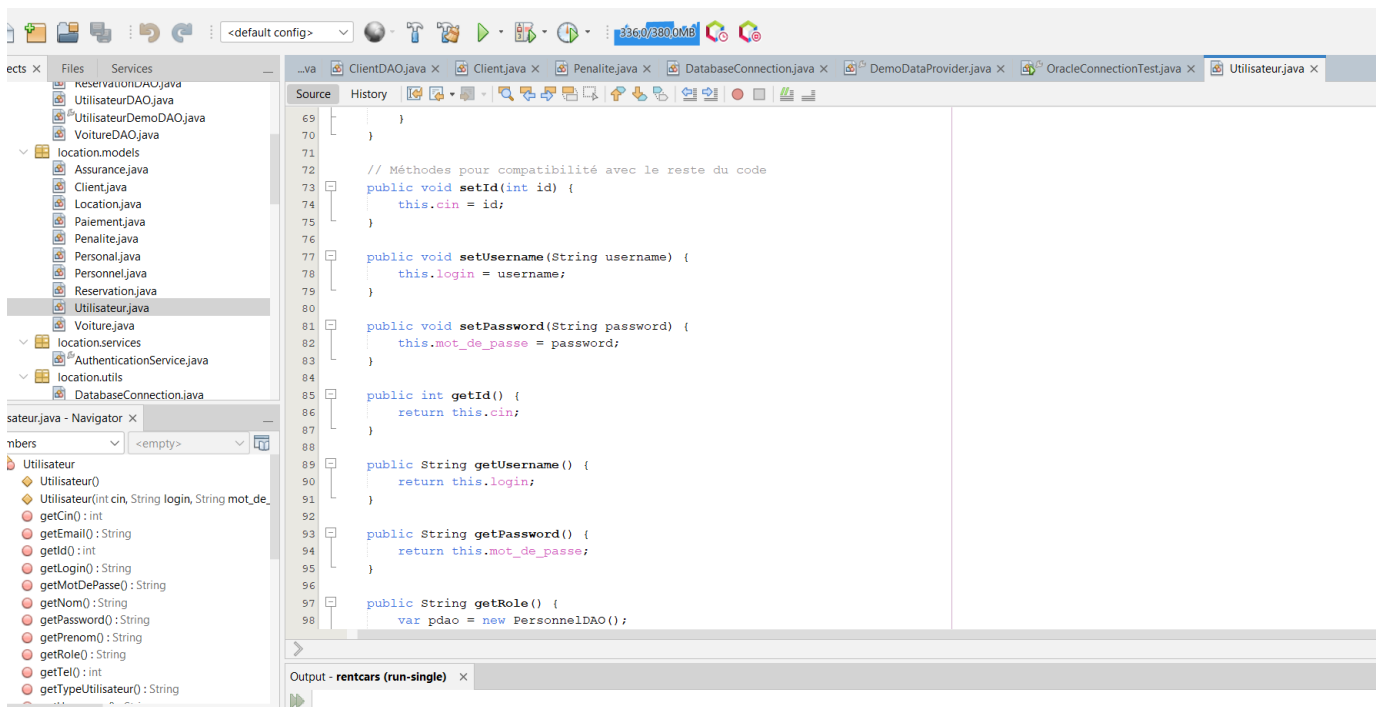 <default config>
336,0/380,0MB
ects × Files Services
...va ClientDAO.java × Client.java × Penalite.java × DatabaseConnection.java × DemoDataProvider.java × OracleConnectionTest.java × Utilisateur.java ×
Source History
ReservationDAO.java
UtilisateurDAO.java
UtilisateurDemoDAO.java
VoitureDAO.java
location.models
Assurance.java
Client.java
Location.java
Paiement.java
Penalite.java
Personal.java
Personnel.java
Reservation.java
Utilisateur.java
Voiture.java
location.services
AuthenticationService.java
location.utils
DatabaseConnection.java
sateur.java - Navigator ×
mbers <empty>
Utilisateur
Utilisateur()
Utilisateur(int cin, String login, String mot_de_
getCin() : int
getEmail() : String
getId() : int
getLogin() : String
getMotDePasse() : String
getNom() : String
getPassword() : String
getPrenom() : String
getRole() : String
getTel() : int
getTypeUtilisateur() : String
69 }
70 }
71
72 // Méthodes pour compatibilité avec le reste du code
73 public void setId(int id) {
74 this.cin = id;
75 }
76
77 public void setUsername(String username) {
78 this.login = username;
79 }
80
81 public void setPassword(String password) {
82 this.mot_de_passe = password;
83 }
84
85 public int getId() {
86 return this.cin;
87 }
88
89 public String getUsername() {
90 return this.login;
91 }
92
93 public String getPassword() {
94 return this.mot_de_passe;
95 }
96
97 public String getRole() {
98 var pdao = new PersonnelDAO();
Output - rentcars (run-single) ×